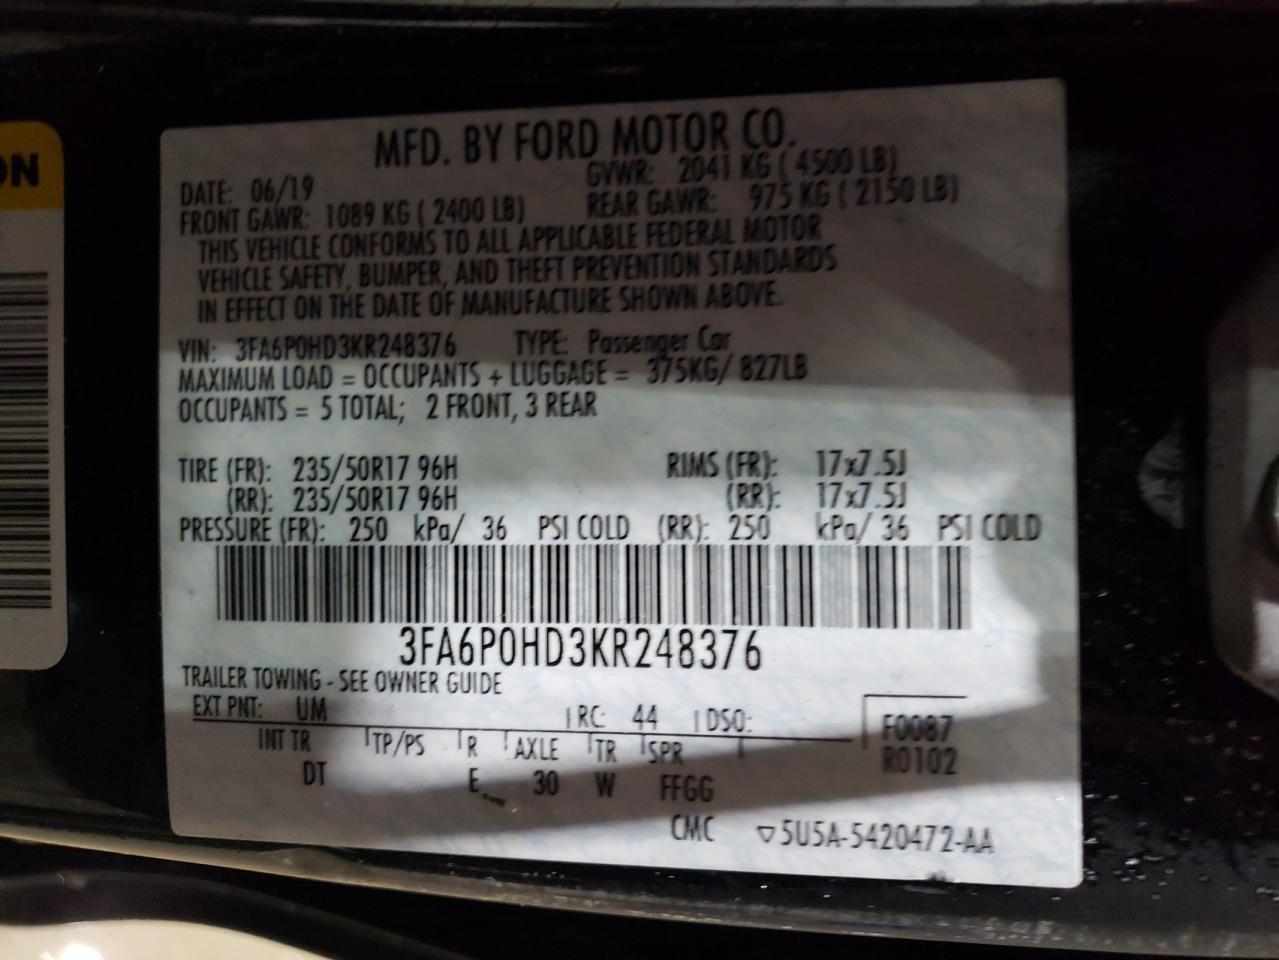 ON
MFD. BY FORD MOTOR CO.
DATE: 06/19 GVWR: 2041 KG ( 4500 LB)
FRONT GAWR: 1089 KG ( 2400 LB) REAR GAWR: 975 KG ( 2150 LB)
THIS VEHICLE CONFORMS TO ALL APPLICABLE FEDERAL MOTOR
VEHICLE SAFETY, BUMPER, AND THEFT PREVENTION STANDARDS
IN EFFECT ON THE DATE OF MANUFACTURE SHOWN ABOVE.
VIN: 3FA6P0HD3KR248376 TYPE: Passenger Car
MAXIMUM LOAD = OCCUPANTS + LUGGAGE = 375KG/ 827LB
OCCUPANTS = 5 TOTAL; 2 FRONT, 3 REAR
TIRE (FR): 235/50R17 96H RIMS (FR): 17x7.5J
(RR): 235/50R17 96H (RR): 17x7.5J
PRESSURE (FR): 250 kPa/ 36 PSI COLD (RR): 250 kPa/ 36 PSI COLD
3FA6P0HD3KR248376
TRAILER TOWING - SEE OWNER GUIDE
EXT PNT: UM RC: 44 DSO: F0087
INT TR TP/PS R AXLE TR SPR R0102
DT E 30 W FFGG
CMC ▽5U5A-5420472-AA